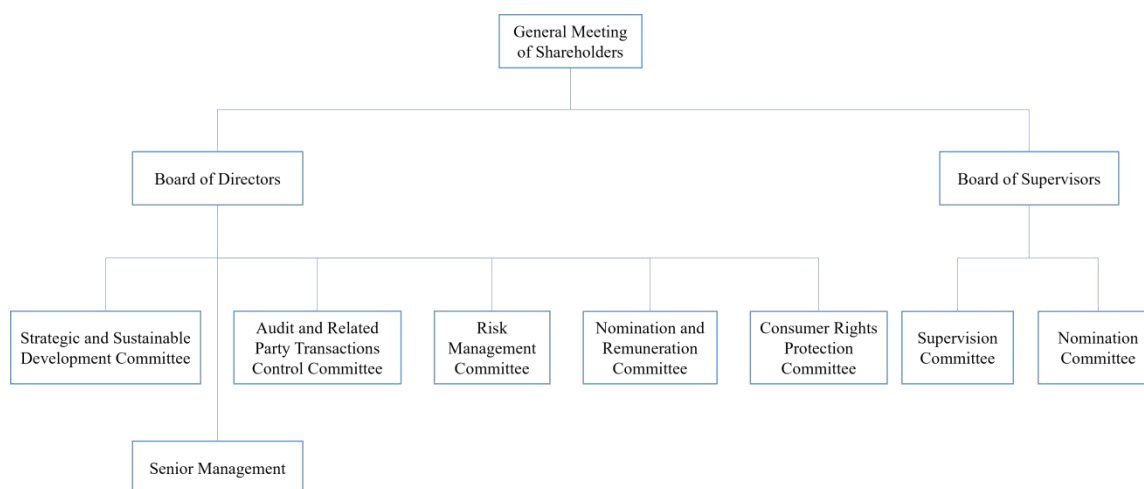 General Meeting
of Shareholders
Board of Directors
Board of Supervisors
Strategic and Sustainable
Development Committee
Audit and Related
Party Transactions
Control Committee
Risk
Management
Committee
Nomination and
Remuneration
Committee
Consumer Rights
Protection
Committee
Supervision
Committee
Nomination
Committee
Senior Management